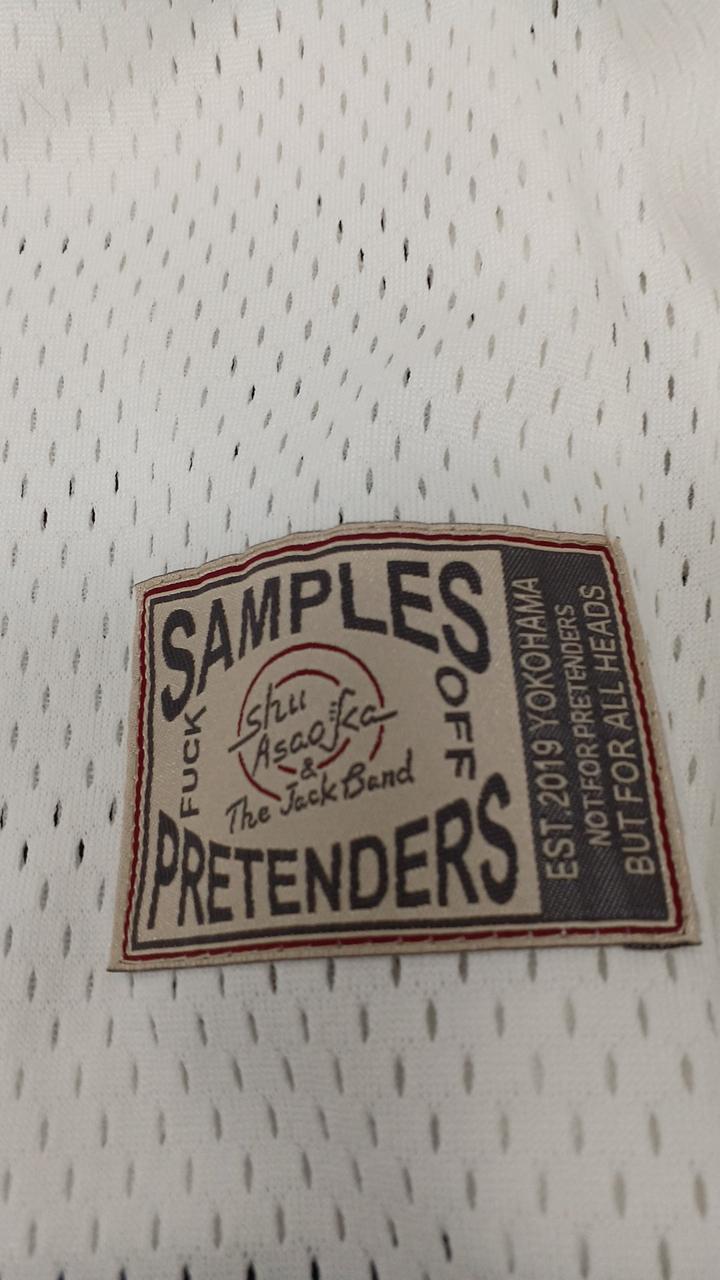 SAMPLES
FUCK
OFF
shu
Asaoka
&
The Jack Band
PRETENDERS
EST.2019 YOKOHAMA
NOT FOR PRETENDERS
BUT FOR ALL HEADS